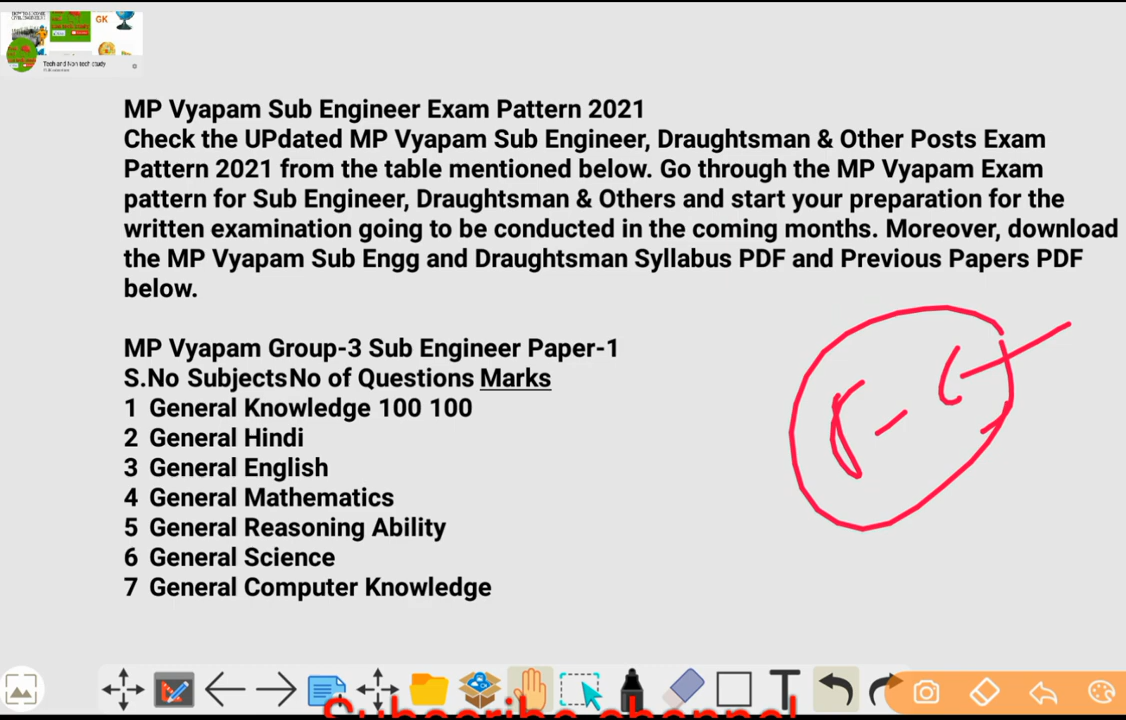 GK
Tech and Non tech study
MP Vyapam Sub Engineer Exam Pattern 2021
Check the UPdated MP Vyapam Sub Engineer, Draughtsman & Other Posts Exam
Pattern 2021 from the table mentioned below. Go through the MP Vyapam Exam
pattern for Sub Engineer, Draughtsman & Others and start your preparation for the
written examination going to be conducted in the coming months. Moreover, download
the MP Vyapam Sub Engg and Draughtsman Syllabus PDF and Previous Papers PDF
below.
MP Vyapam Group-3 Sub Engineer Paper-1
S.No SubjectsNo of Questions Marks
1 General Knowledge 100 100
2 General Hindi
3 General English
4 General Mathematics
5 General Reasoning Ability
6 General Science
7 General Computer Knowledge
T
Subscribe channel